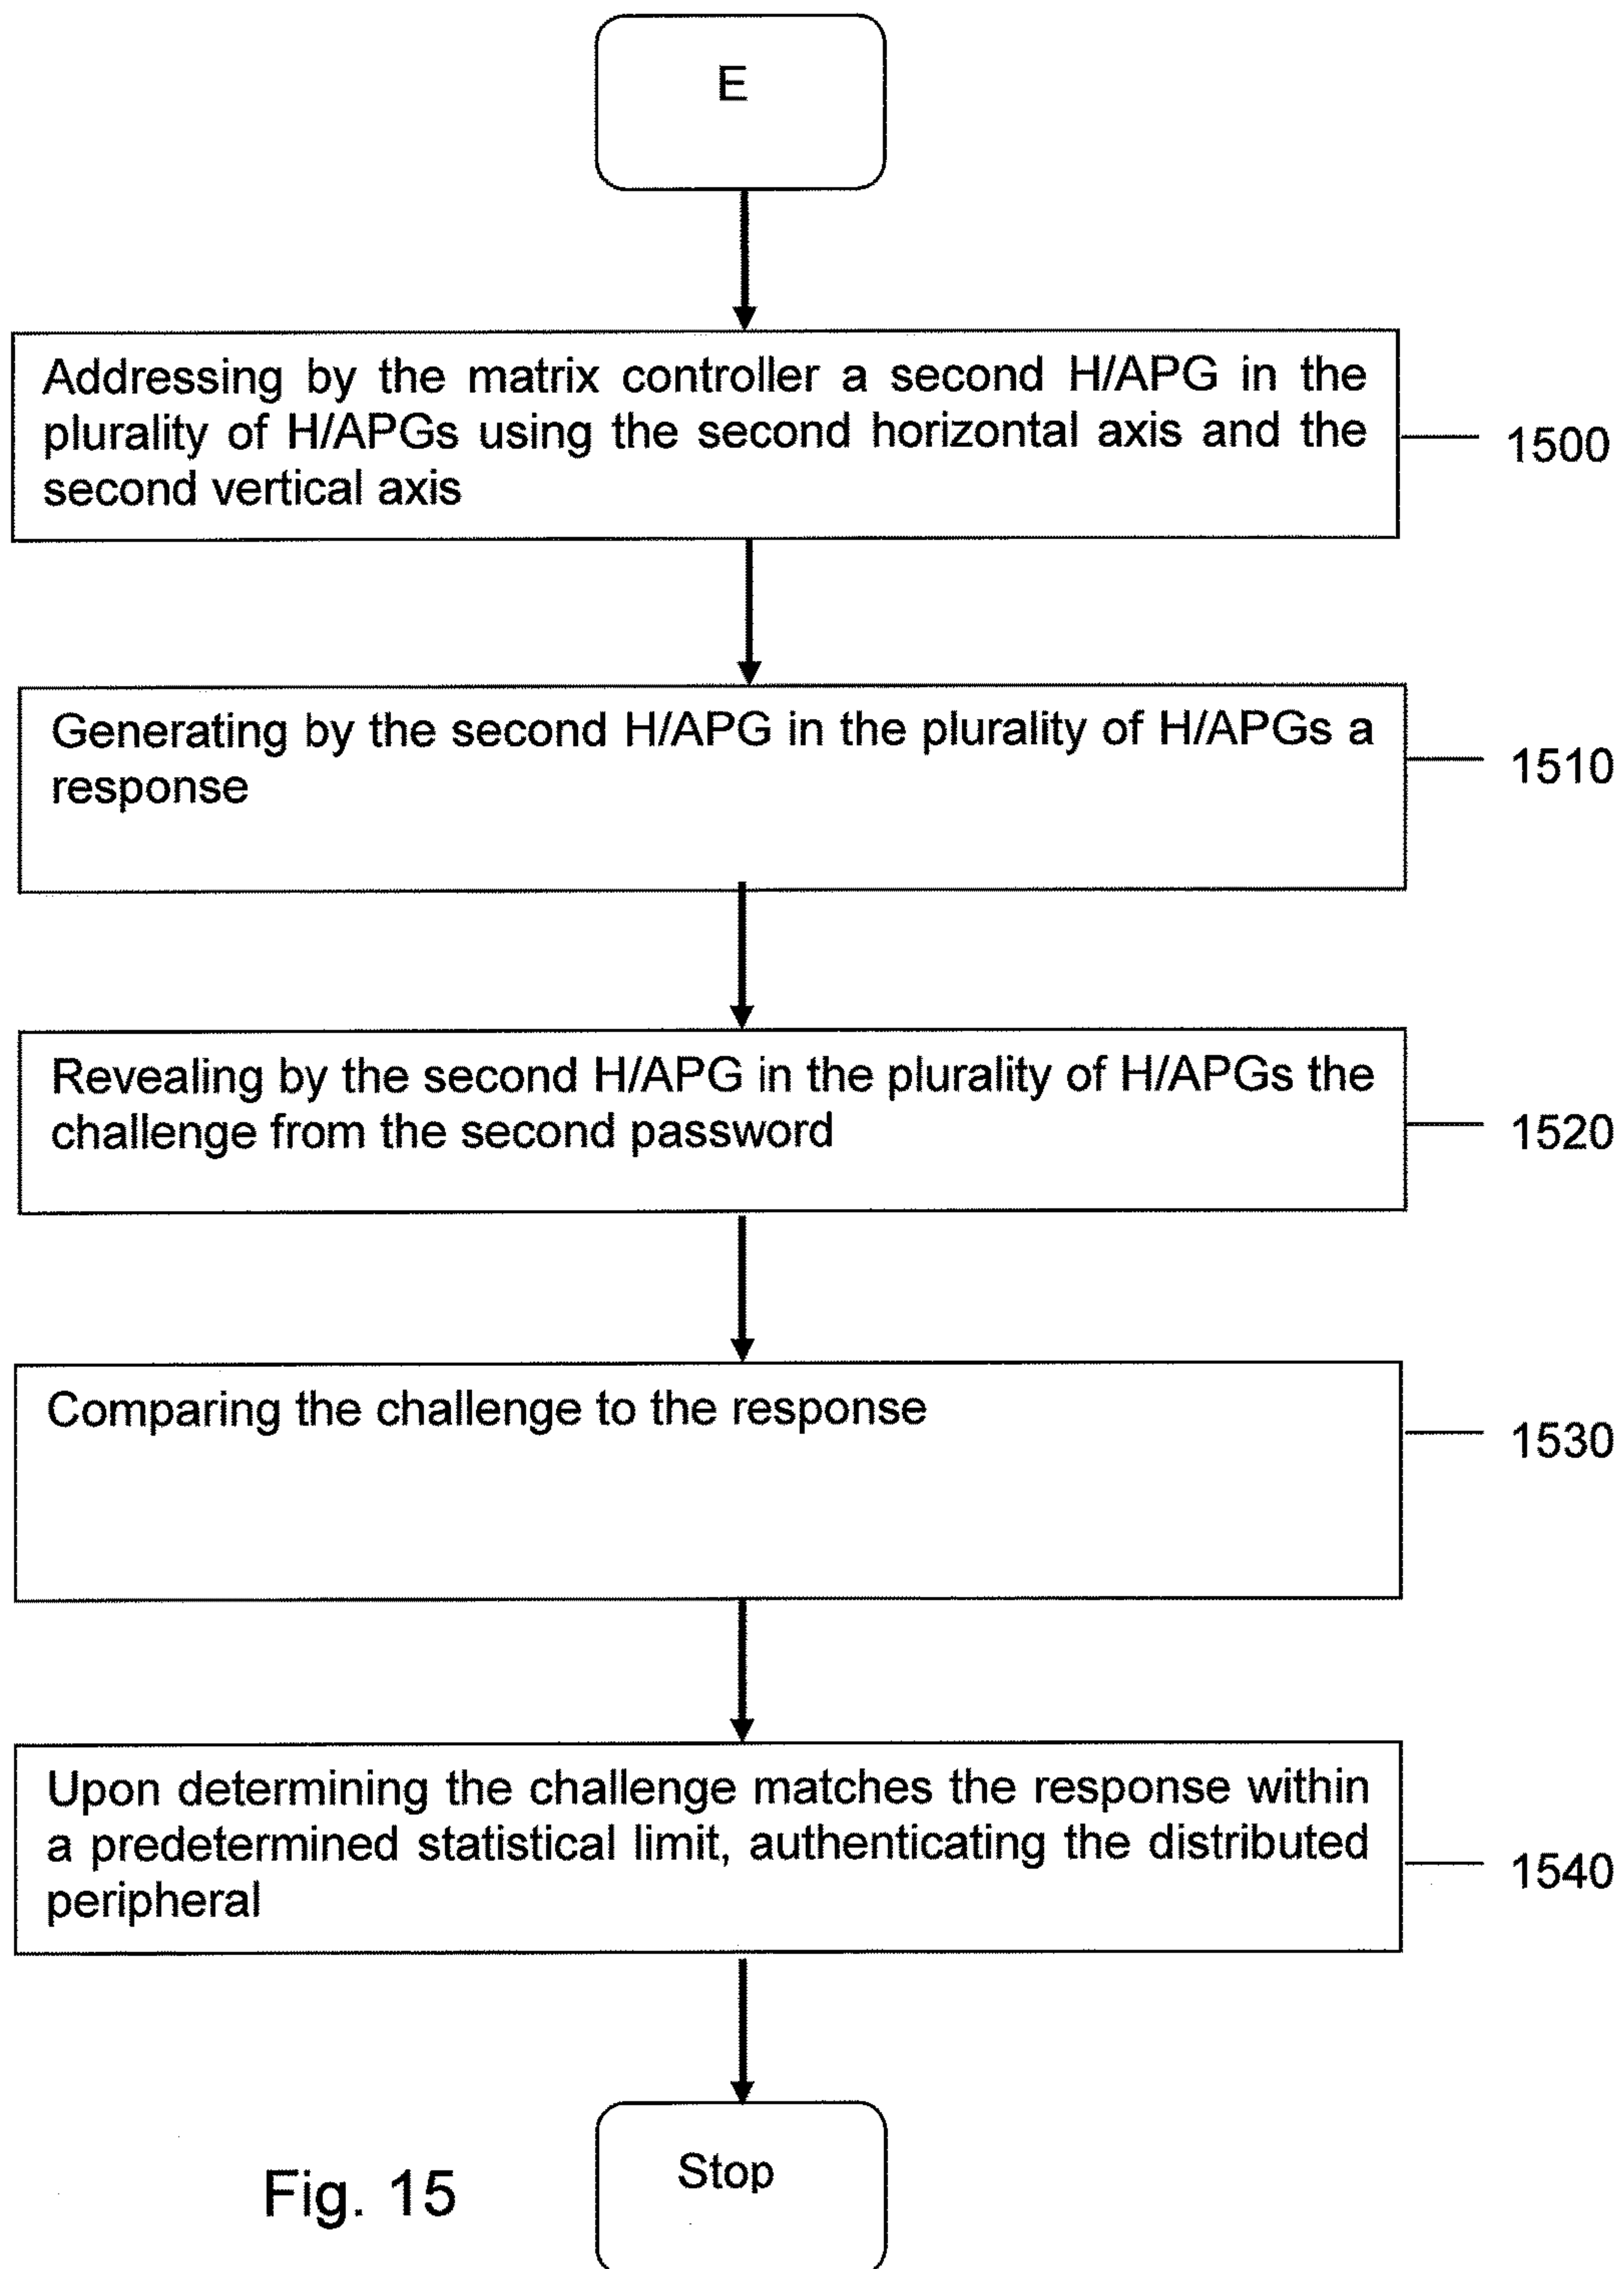 E
Addressing by the matrix controller a second H/APG in the
plurality of H/APGs using the second horizontal axis and the
second vertical axis
1500
Generating by the second H/APG in the plurality of H/APGs a
response
1510
Revealing by the second H/APG in the plurality of H/APGs the
challenge from the second password
1520
Comparing the challenge to the response
1530
Upon determining the challenge matches the response within
a predetermined statistical limit, authenticating the distributed
peripheral
1540
Stop
Fig. 15